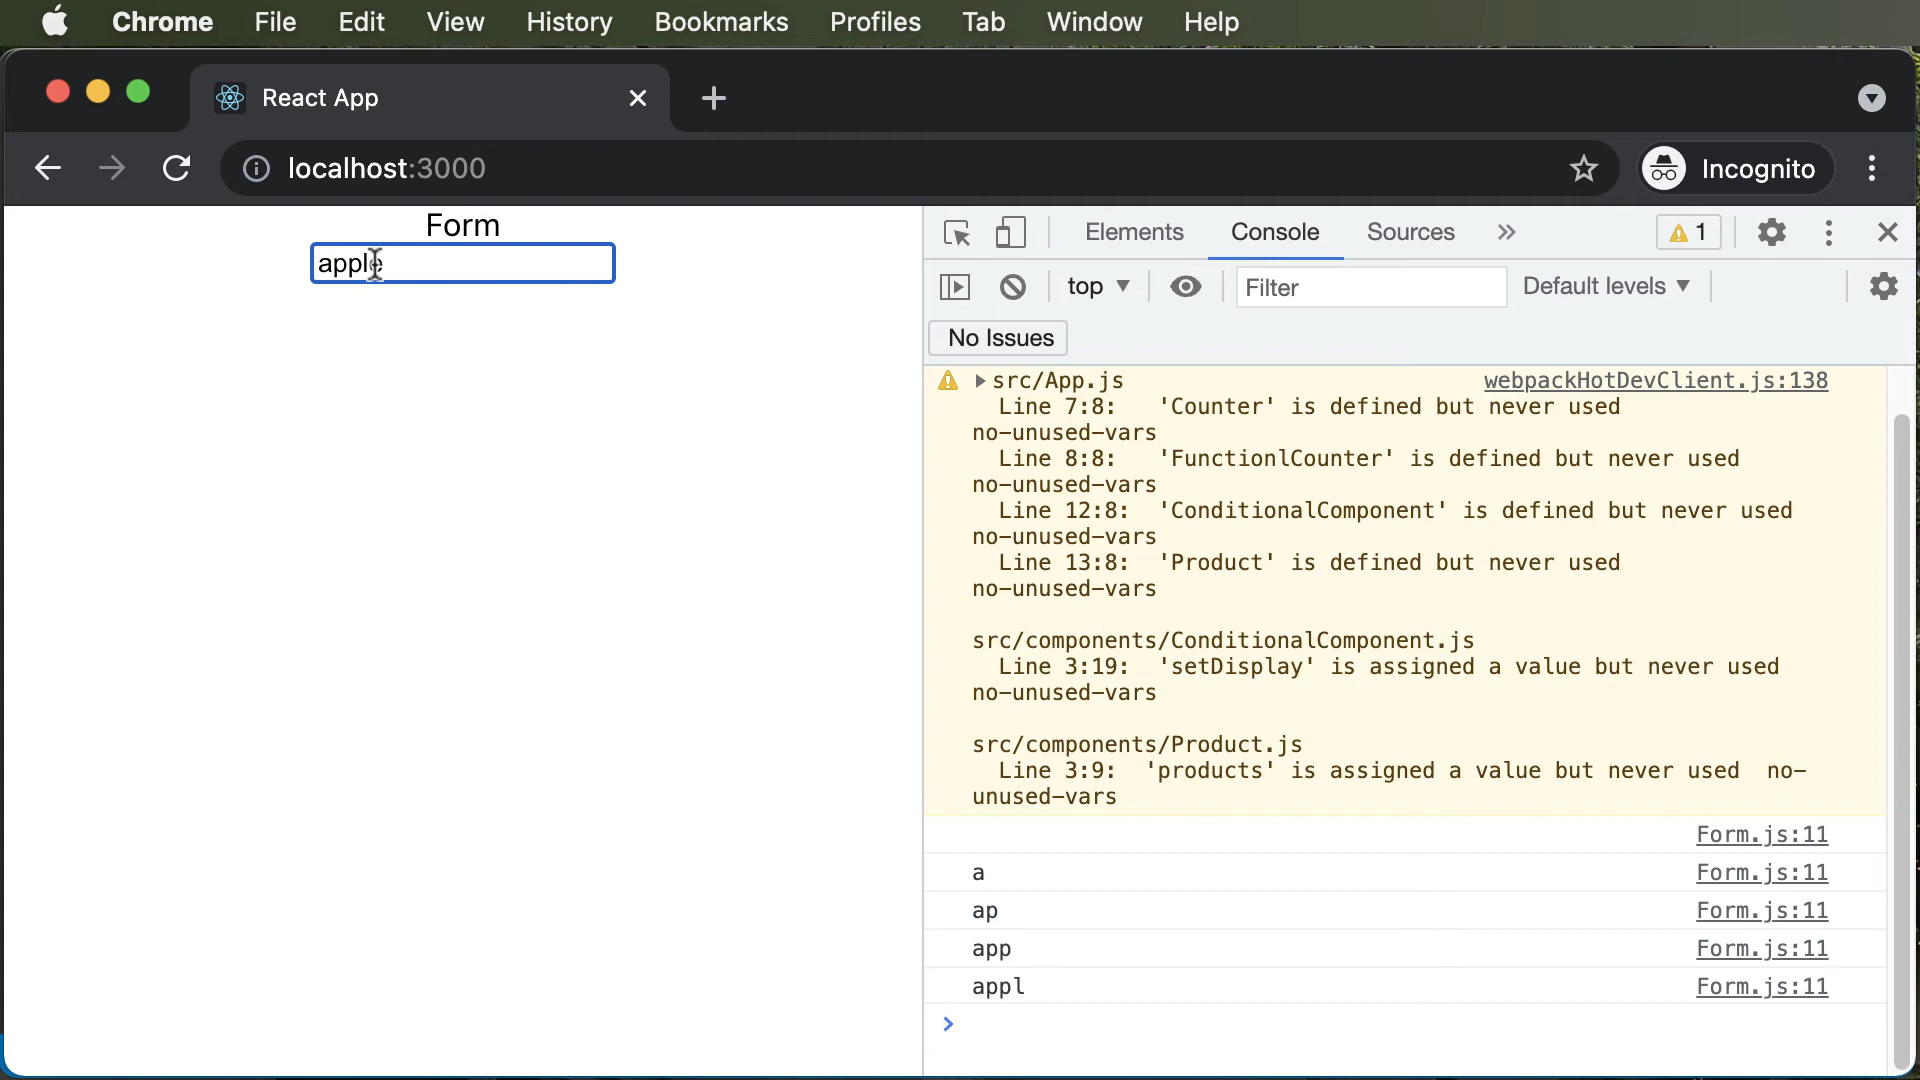 Chrome File Edit View History Bookmarks Profiles Tab Window Help
React App
localhost:3000
Incognito
Form
apple
Elements Console Sources
1
top
Filter
Default levels
No Issues
src/App.js webpackHotDevClient.js:138
Line 7:8: 'Counter' is defined but never used
no-unused-vars
Line 8:8: 'FunctionlCounter' is defined but never used
no-unused-vars
Line 12:8: 'ConditionalComponent' is defined but never used
no-unused-vars
Line 13:8: 'Product' is defined but never used
no-unused-vars
src/components/ConditionalComponent.js
Line 3:19: 'setDisplay' is assigned a value but never used
no-unused-vars
src/components/Product.js
Line 3:9: 'products' is assigned a value but never used no-
unused-vars
Form.js:11
a Form.js:11
ap Form.js:11
app Form.js:11
appl Form.js:11